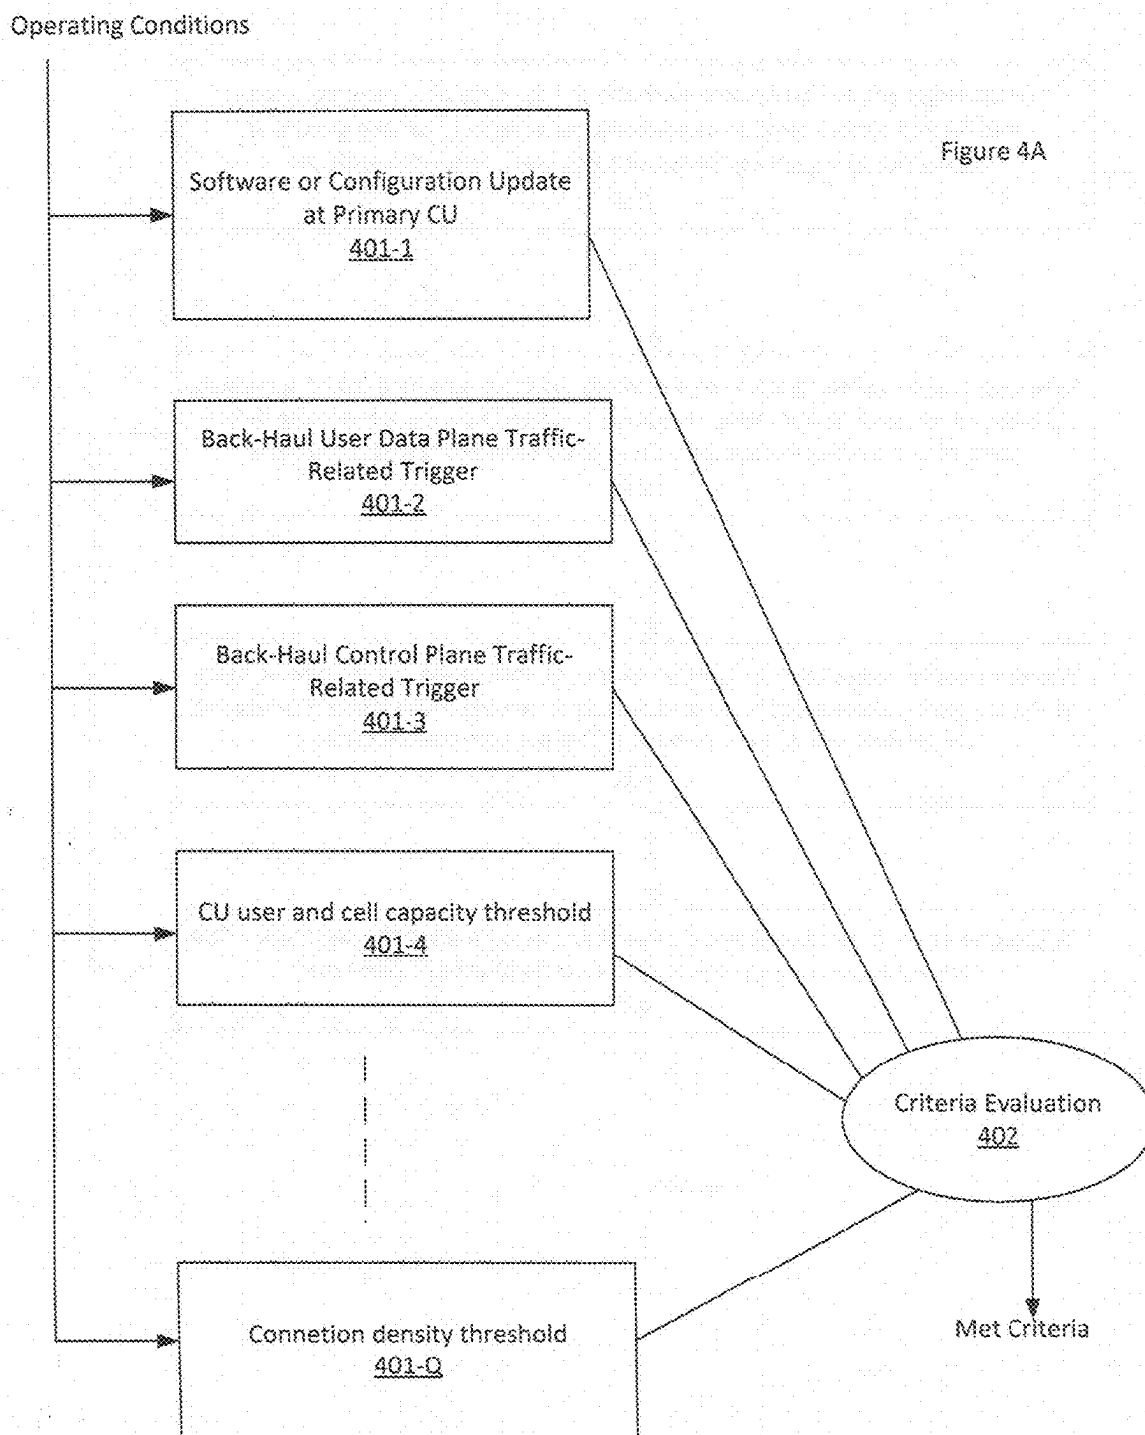 Operating Conditions
Figure 4A
Software or Configuration Update
at Primary CU
401-1
Back-Haul User Data Plane Traffic-
Related Trigger
401-2
Back-Haul Control Plane Traffic-
Related Trigger
401-3
CU user and cell capacity threshold
401-4
Criteria Evaluation
402
Met Criteria
Connetion density threshold
401-Q